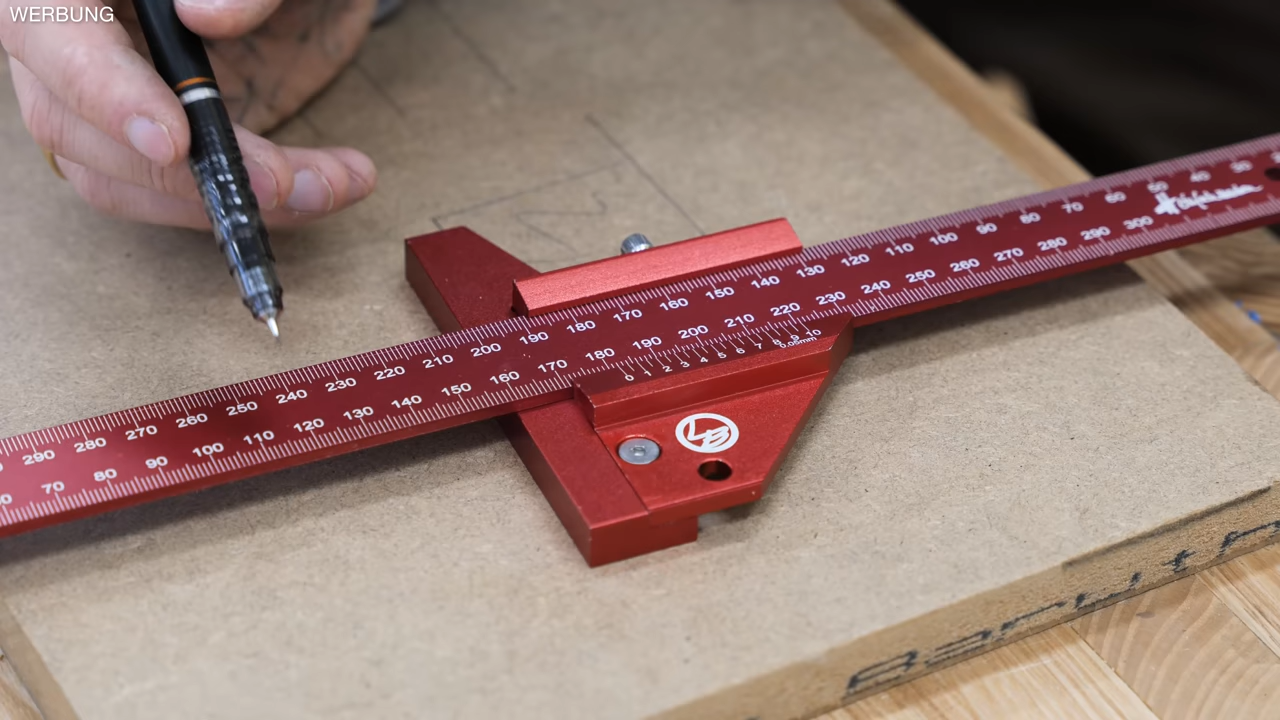 WERBUNG
290 280 270 260 250 240 230 220 210 200 190 180 170 160 150 140 130 120 110 100 90 80 70 60 50 40 30
70 80 90 100 110 120 130 140 150 160 170 180 190 200 210 220 230 240 250 260 270 280 290 300
0 1 2 3 4 5 6 7 8 9 10
0.05mm